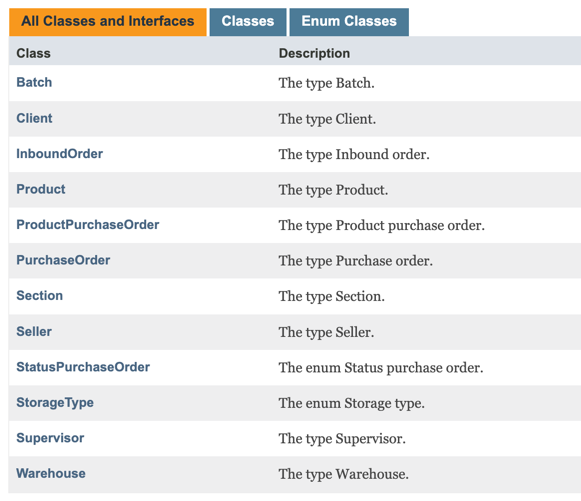 All Classes and Interfaces Classes Enum Classes
Class Description
Batch The type Batch.
Client The type Client.
InboundOrder The type Inbound order.
Product The type Product.
ProductPurchaseOrder The type Product purchase order.
PurchaseOrder The type Purchase order.
Section The type Section.
Seller The type Seller.
StatusPurchaseOrder The enum Status purchase order.
StorageType The enum Storage type.
Supervisor The type Supervisor.
Warehouse The type Warehouse.